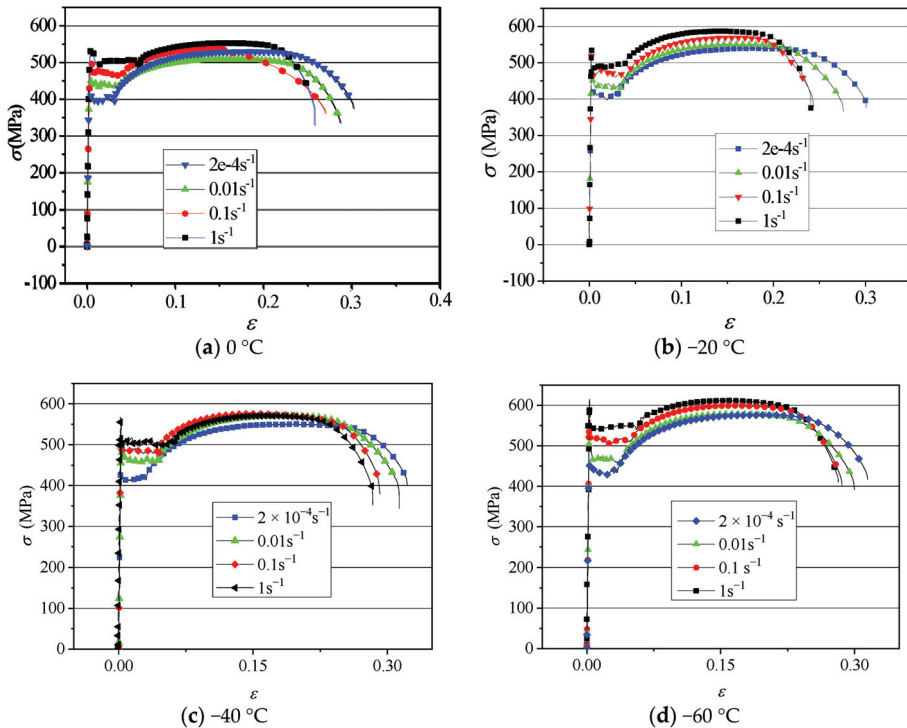 600
500
400
300
200
100
0
-100
σ(MPa)
2e-4s⁻¹
0.01s⁻¹
0.1s⁻¹
1s⁻¹
0.0 0.1 0.2 0.3 0.4
ε
(a) 0 °C
600
500
400
300
200
100
0
-100
σ (MPa)
2e-4s⁻¹
0.01s⁻¹
0.1s⁻¹
1s⁻¹
0.0 0.1 0.2 0.3
ε
(b) −20 °C
600
500
400
300
200
100
0
σ (MPa)
2 × 10⁻⁴s⁻¹
0.01s⁻¹
0.1s⁻¹
1s⁻¹
0.00 0.15 0.30
ε
(c) −40 °C
600
500
400
300
200
100
0
σ (MPa)
2 × 10⁻⁴ s⁻¹
0.01s⁻¹
0.1 s⁻¹
1s⁻¹
0.00 0.15 0.30
ε
(d) −60 °C